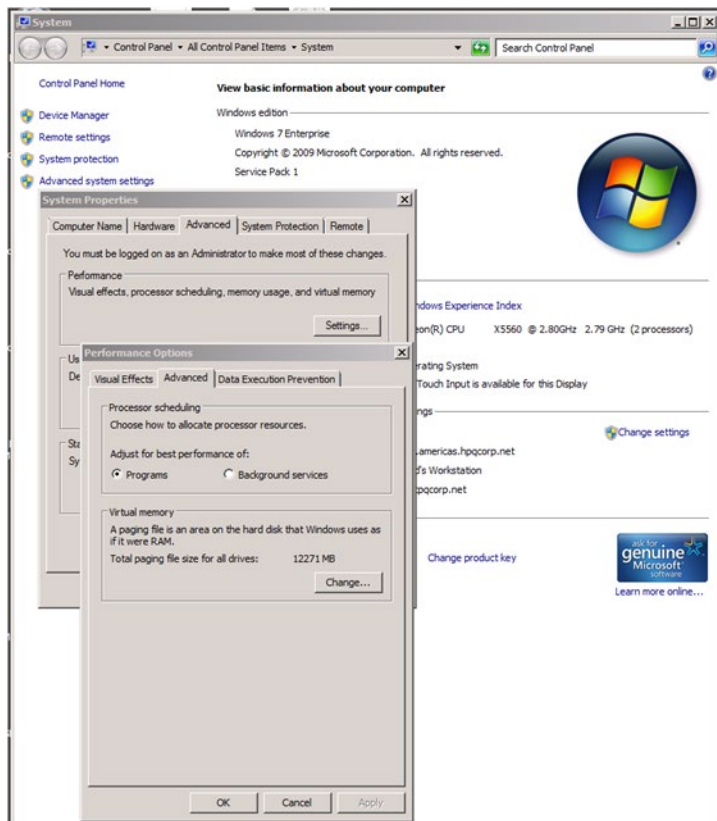 System
Control Panel
All Control Panel Items
System
Search Control Panel
Control Panel Home
Device Manager
Remote settings
System protection
Advanced system settings
View basic information about your computer
Windows edition
Windows 7 Enterprise
Copyright © 2009 Microsoft Corporation. All rights reserved.
Service Pack 1
System Properties
Computer Name
Hardware
Advanced
System Protection
Remote
You must be logged on as an Administrator to make most of these changes.
Performance
Visual effects, processor scheduling, memory usage, and virtual memory
Settings...
Us
De
Sta
Sy
Performance Options
Visual Effects
Advanced
Data Execution Prevention
Processor scheduling
Choose how to allocate processor resources.
Adjust for best performance of:
Programs
Background services
Virtual memory
A paging file is an area on the hard disk that Windows uses as
if it were RAM.
Total paging file size for all drives: 12271 MB
Change...
OK
Cancel
Apply
ndows Experience Index
eon(R) CPU X5560 @ 2.80GHz 2.79 GHz (2 processors)
rating System
Touch Input is available for this Display
ngs
Change settings
.americas.hpqcorp.net
d's Workstation
pqcorp.net
Change product key
ask for
genuine
Microsoft
software
Learn more online...